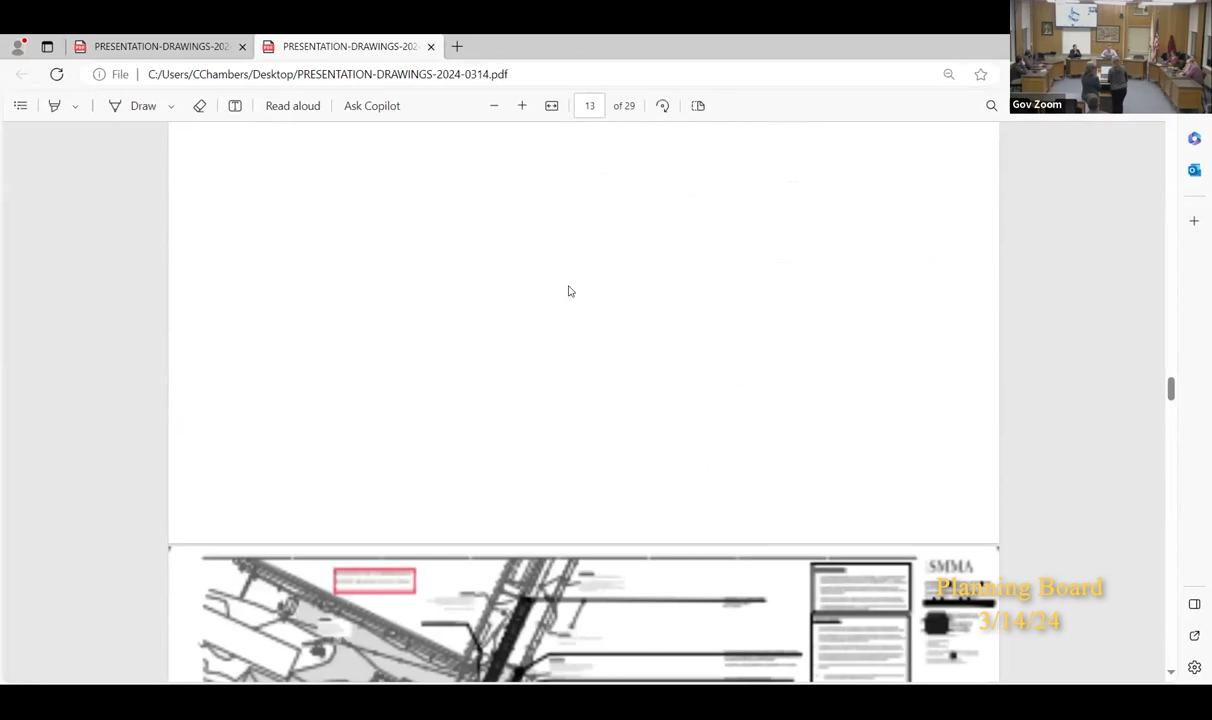 PRESENTATION-DRAWINGS-202
PRESENTATION-DRAWINGS-202
File
C:/Users/CChambers/Desktop/PRESENTATION-DRAWINGS-2024-0314.pdf
Draw
Read aloud
Ask Copilot
13
of 29
Gov Zoom
SMMA
Planning Board
3/14/24